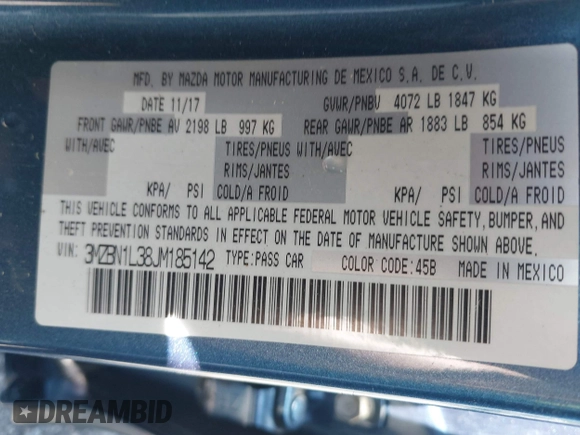 MFD. BY MAZDA MOTOR MANUFACTURING DE MEXICO S.A. DE C.V.
DATE 11/17 GVWR/PNBV 4072 LB 1847 KG
FRONT GAWR/PNBE AV 2198 LB 997 KG REAR GAWR/PNBE AR 1883 LB 854 KG
WITH/AVEC TIRES/PNEUS WITH/AVEC TIRES/PNEUS
RIMS/JANTES RIMS/JANTES
KPA/ PSI COLD/A FROID KPA/ PSI COLD/A FROID
THIS VEHICLE CONFORMS TO ALL APPLICABLE FEDERAL MOTOR VEHICLE SAFETY, BUMPER, AND
THEFT PREVENTION STANDARDS IN EFFECT ON THE DATE OF MANUFACTURE SHOWN ABOVE.
VIN: 3MZBN1L38JM185142 TYPE:PASS CAR COLOR CODE:45B MADE IN MEXICO
DREAMBID